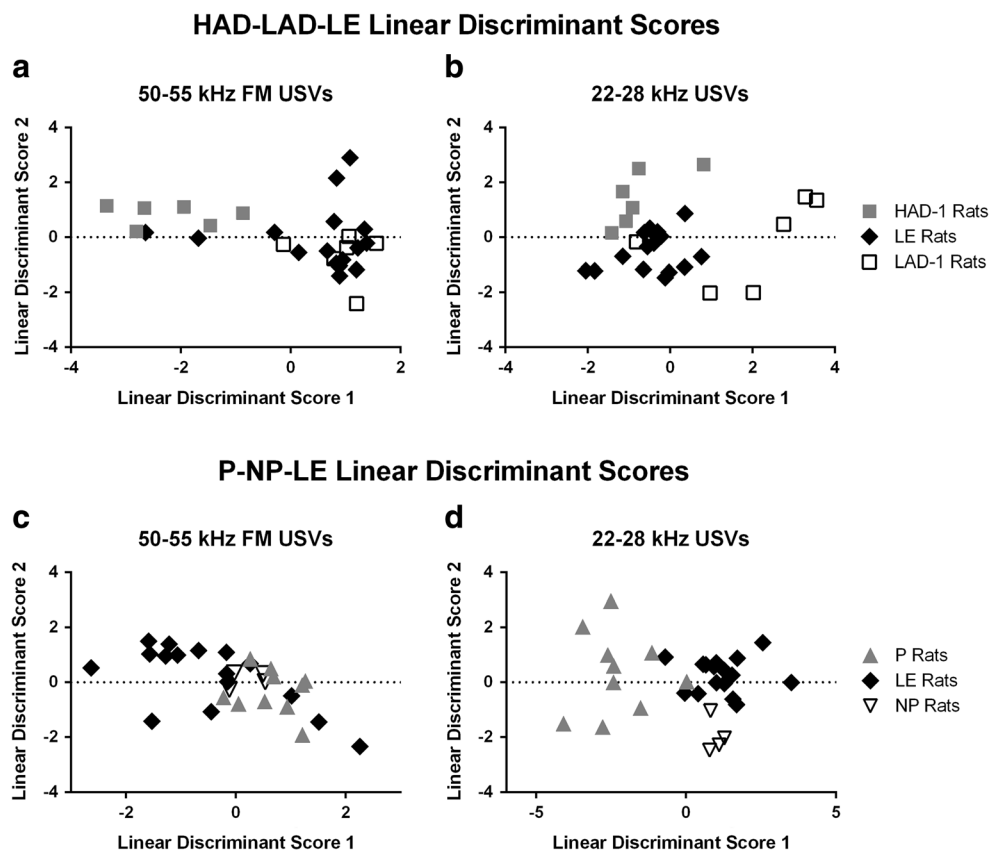 HAD-LAD-LE Linear Discriminant Scores
a
50-55 kHz FM USVs
Linear Discriminant Score 2
4
2
0
-2
-4
-4
-2
0
2
Linear Discriminant Score 1
b
22-28 kHz USVs
Linear Discriminant Score 2
4
2
0
-2
-4
-4
-2
0
2
4
Linear Discriminant Score 1
HAD-1 Rats
LE Rats
LAD-1 Rats
P-NP-LE Linear Discriminant Scores
c
50-55 kHz FM USVs
Linear Discriminant Score 2
4
2
0
-2
-4
-2
0
2
Linear Discriminant Score 1
d
22-28 kHz USVs
Linear Discriminant Score 2
4
2
0
-2
-4
-5
0
5
Linear Discriminant Score 1
P Rats
LE Rats
NP Rats